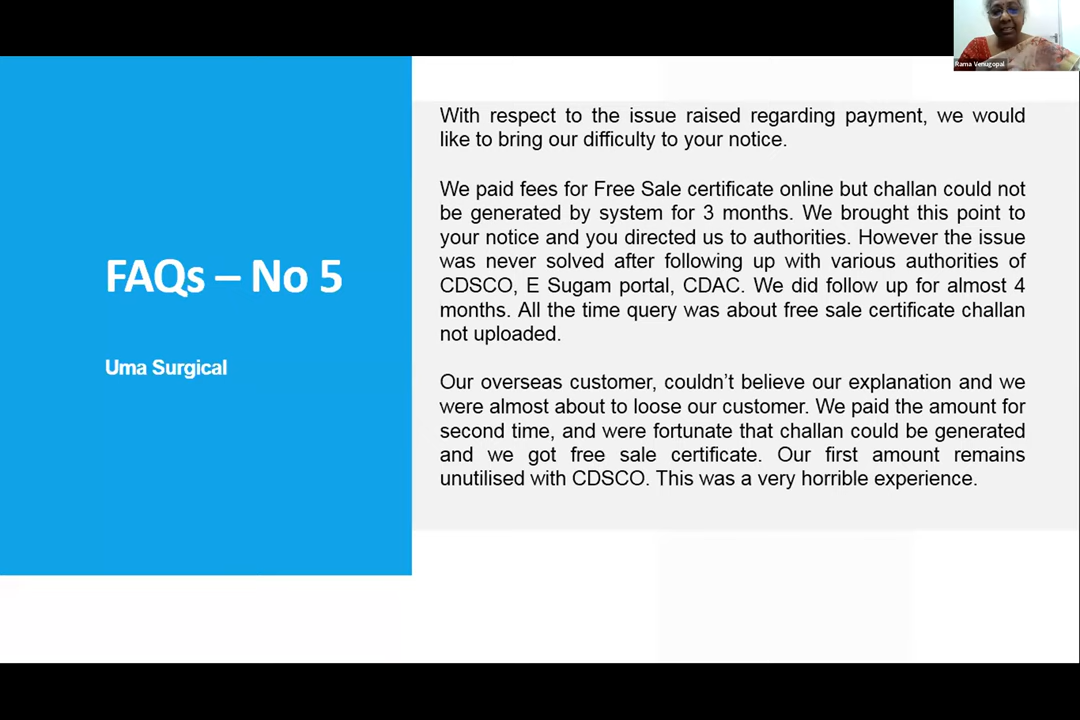 Rama Venugopal
FAQs – No 5
Uma Surgical
With respect to the issue raised regarding payment, we would
like to bring our difficulty to your notice.
We paid fees for Free Sale certificate online but challan could not
be generated by system for 3 months. We brought this point to
your notice and you directed us to authorities. However the issue
was never solved after following up with various authorities of
CDSCO, E Sugam portal, CDAC. We did follow up for almost 4
months. All the time query was about free sale certificate challan
not uploaded.
Our overseas customer, couldn’t believe our explanation and we
were almost about to loose our customer. We paid the amount for
second time, and were fortunate that challan could be generated
and we got free sale certificate. Our first amount remains
unutilised with CDSCO. This was a very horrible experience.